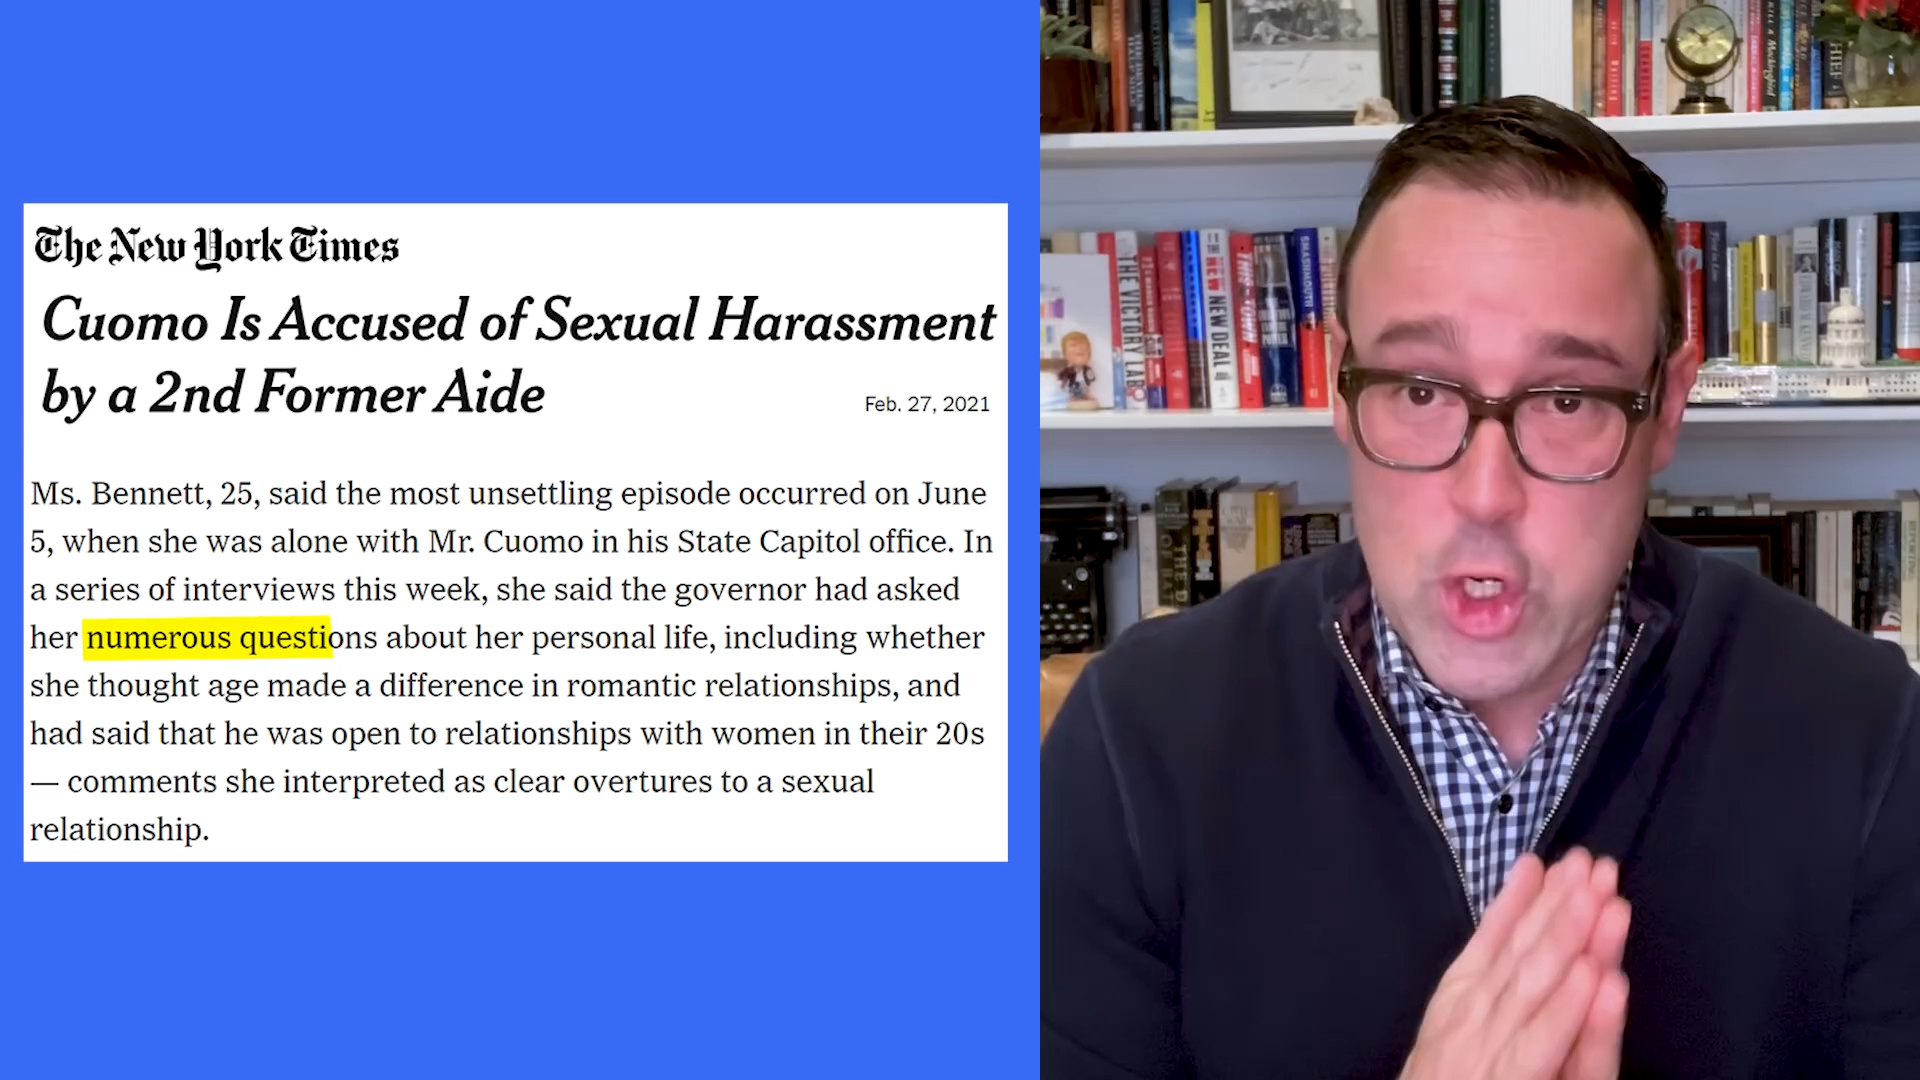 The New York Times
Cuomo Is Accused of Sexual Harassment
by a 2nd Former Aide
Feb. 27, 2021
Ms. Bennett, 25, said the most unsettling episode occurred on June
5, when she was alone with Mr. Cuomo in his State Capitol office. In
a series of interviews this week, she said the governor had asked
her numerous questions about her personal life, including whether
she thought age made a difference in romantic relationships, and
had said that he was open to relationships with women in their 20s
— comments she interpreted as clear overtures to a sexual
relationship.
THE VICTORY LAB
THE NEW DEAL
THIS TOWN
SMASHMOUTH